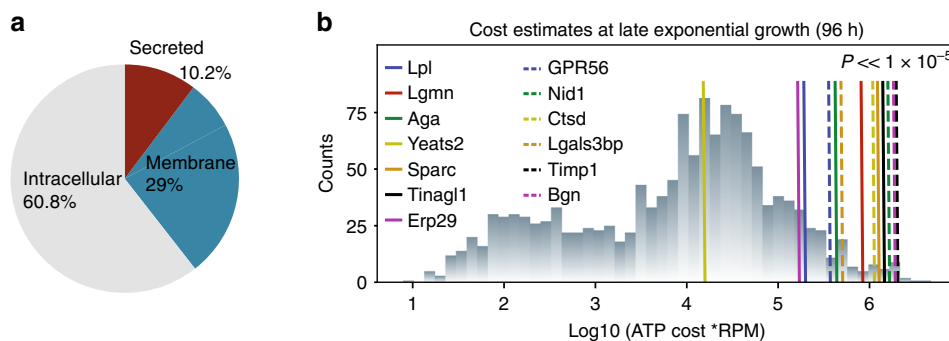 a
Secreted
10.2%
Membrane
29%
Intracellular
60.8%
b
Cost estimates at late exponential growth (96 h)
P << 1 × 10⁻⁵
Lpl
Lgmn
Aga
Yeats2
Sparc
Tinagl1
Erp29
GPR56
Nid1
Ctsd
Lgals3bp
Timp1
Bgn
Counts
75
50
25
0
1 2 3 4 5 6
Log10 (ATP cost *RPM)